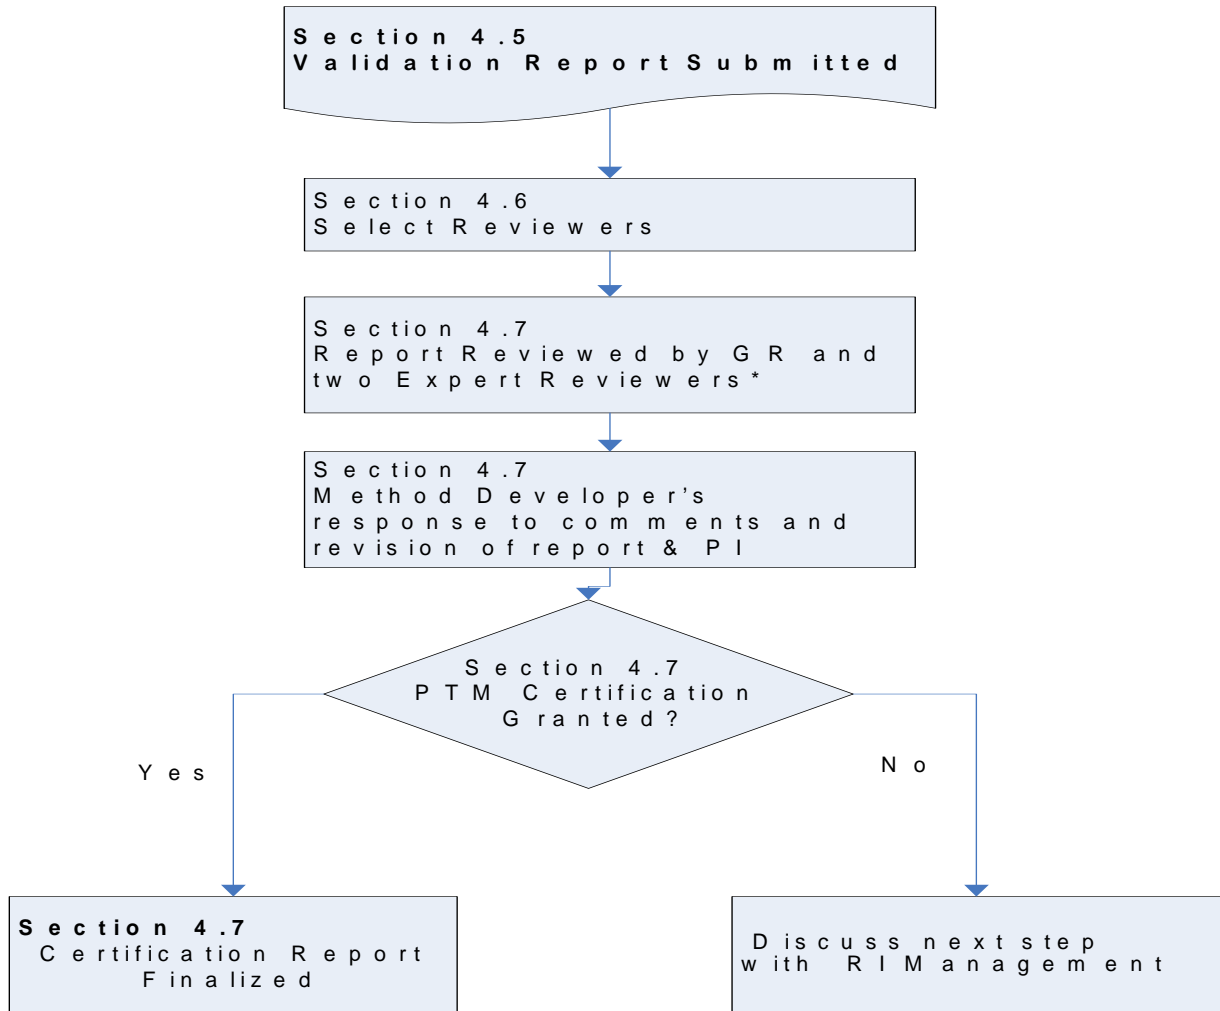 Section 4.5
Validation Report Submitted
Section 4.6
Select Reviewers
Section 4.7
Report Reviewed by GR and
two Expert Reviewers*
Section 4.7
Method Developer’s
response to comments and
revision of report & PI
Section 4.7
PTM Certification
Granted?
Yes
No
Section 4.7
Certification Report
Finalized
Discuss next step
with RI Management